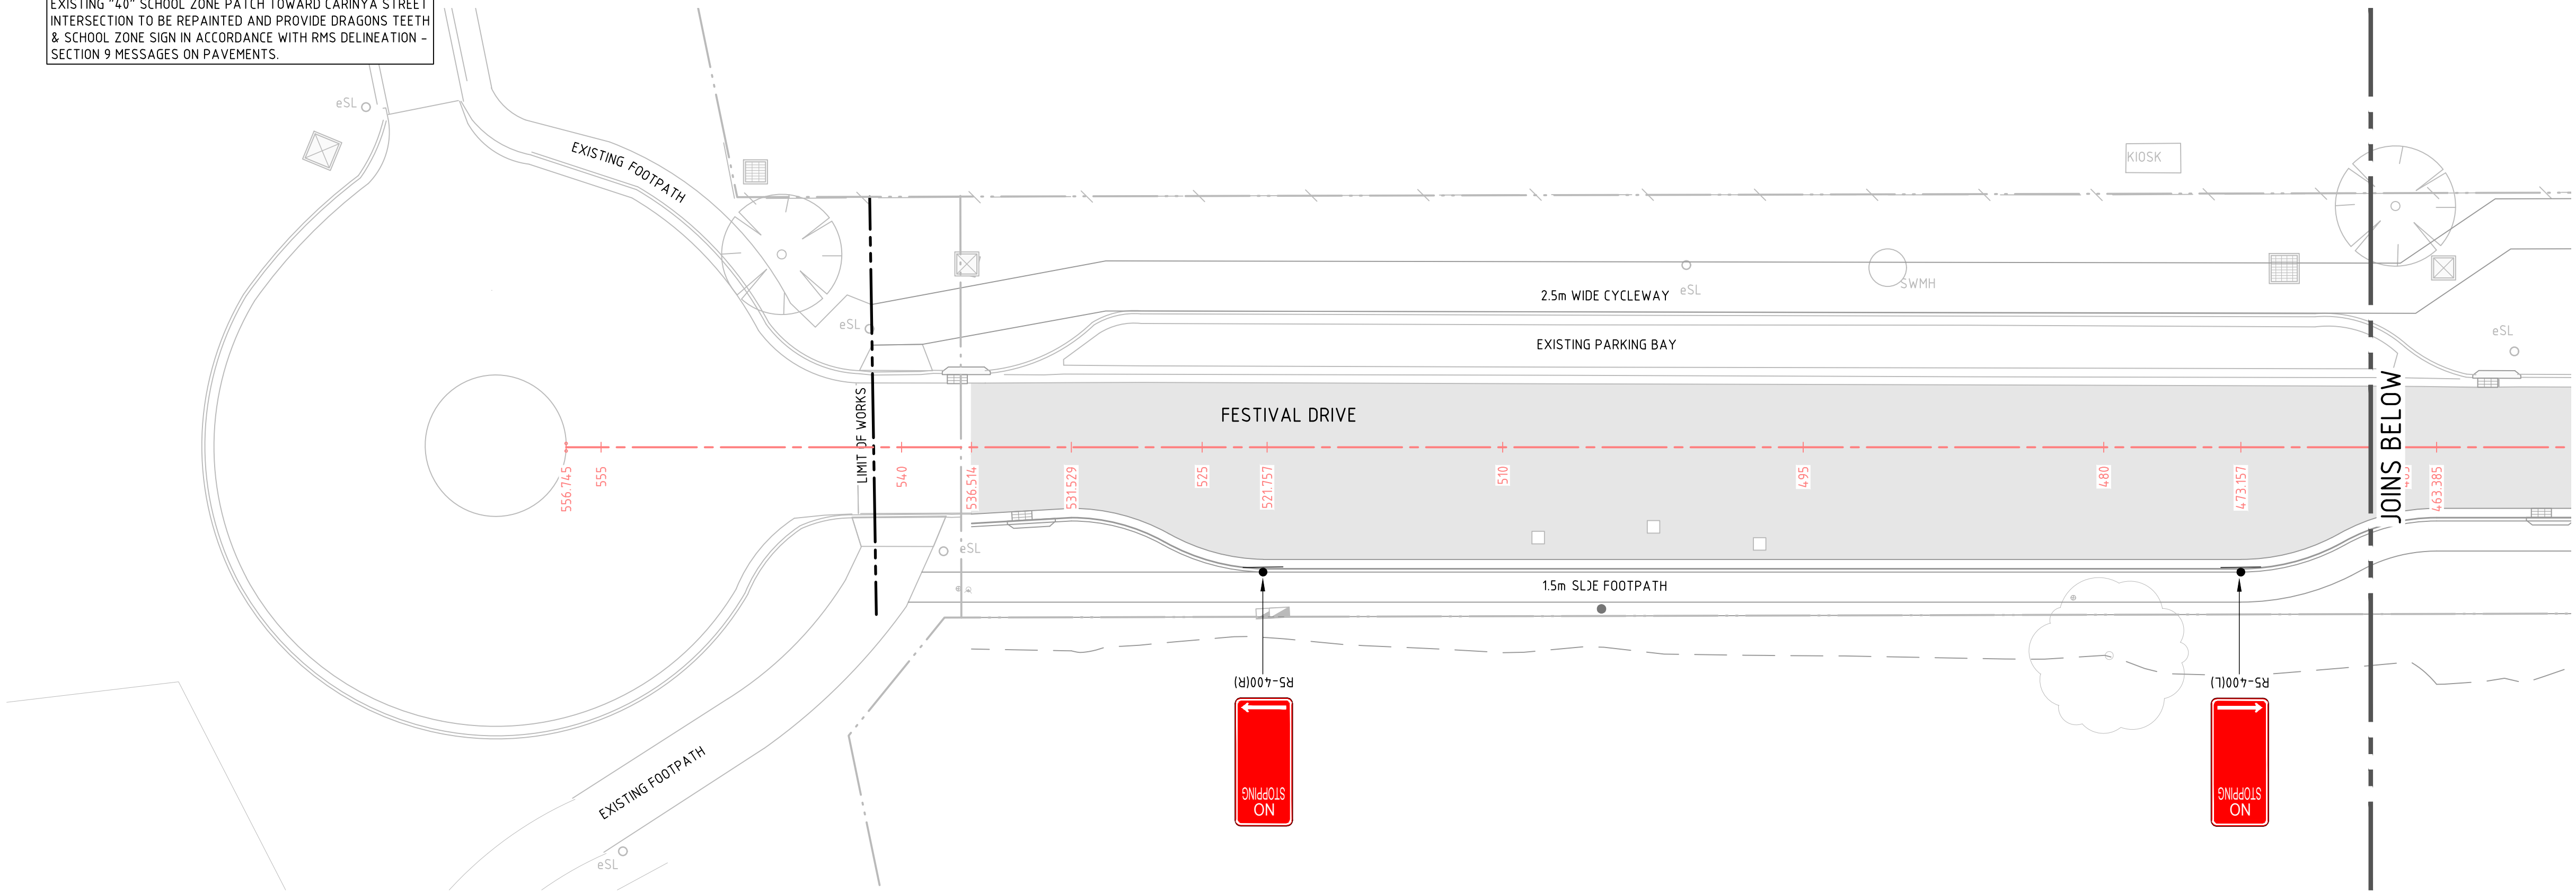 EXISTING "40" SCHOOL ZONE PATCH TOWARD CARINYA STREET
INTERSECTION TO BE REPAINTED AND PROVIDE DRAGONS TEETH
& SCHOOL ZONE SIGN IN ACCORDANCE WITH RMS DELINEATION -
SECTION 9 MESSAGES ON PAVEMENTS.
eSL
EXISTING FOOTPATH
KIOSK
eSL
2.5m WIDE CYCLEWAY
eSL
SWMH
EXISTING PARKING BAY
eSL
LIMIT OF WORKS
FESTIVAL DRIVE
JOINS BELOW
556.745
555
540
536.514
531.529
525
521.757
510
495
480
473.157
463.385
eSL
1.5m SLDE FOOTPATH
R5-400(R)
R5-400(L)
NO
STOPPING
NO
STOPPING
EXISTING FOOTPATH
eSL